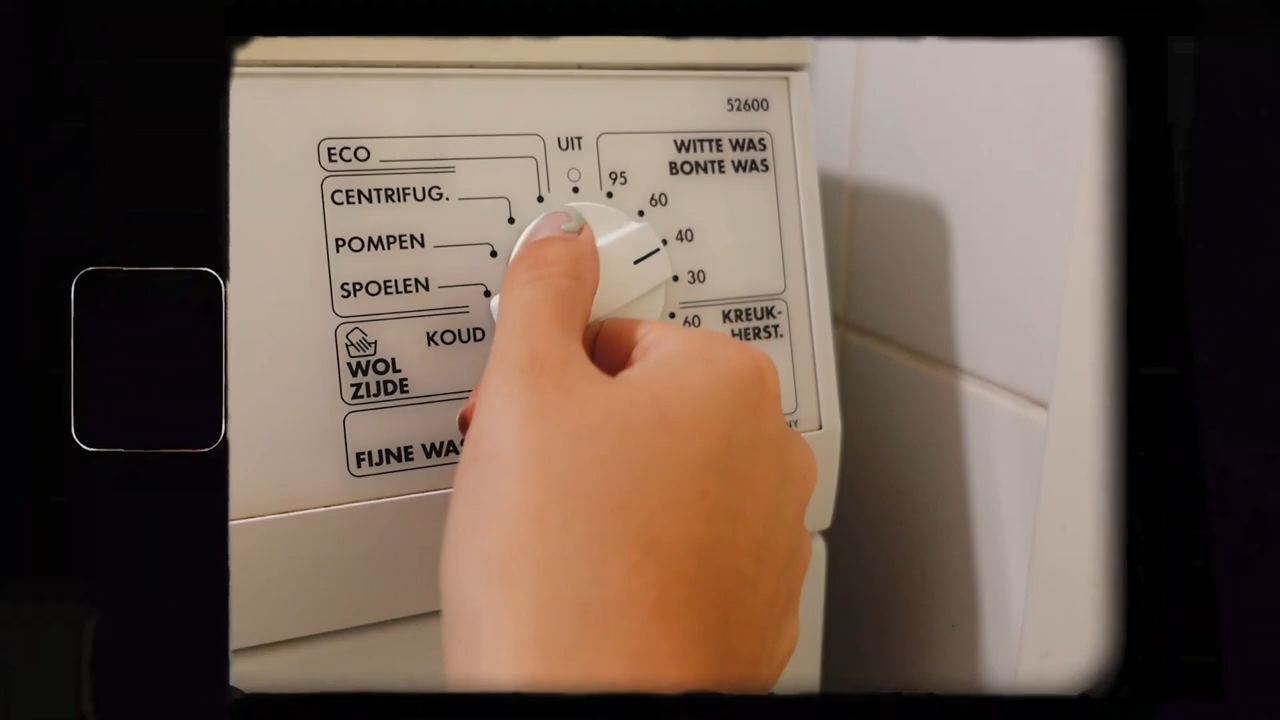 52600
UIT
WITTE WAS
BONTE WAS
ECO
95
CENTRIFUG.
60
POMPEN
40
SPOELEN
30
60
KREUK-
HERST.
KOUD
WOL
ZIJDE
FIJNE